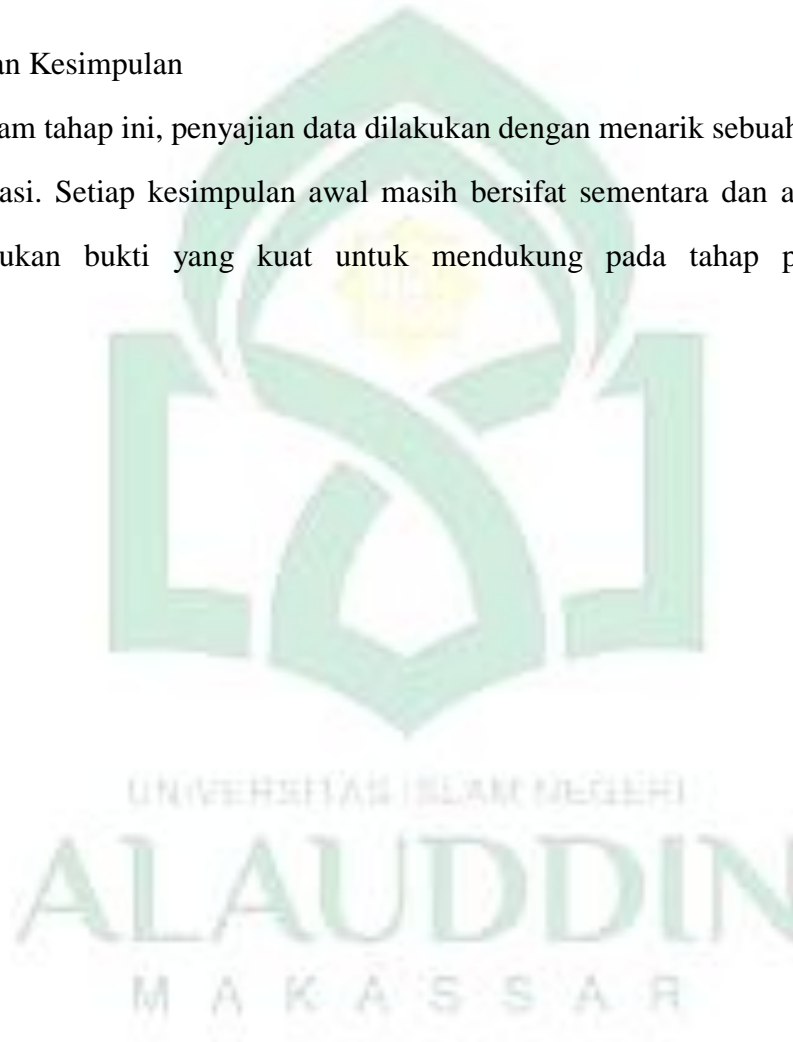 an Kesimpulan
am tahap ini, penyajian data dilakukan dengan menarik sebuah
asi. Setiap kesimpulan awal masih bersifat sementara dan a
ukan bukti yang kuat untuk mendukung pada tahap p
UNIVERSITAS ISLAM NEGERI
ALAUDDIN
MAKASSAR